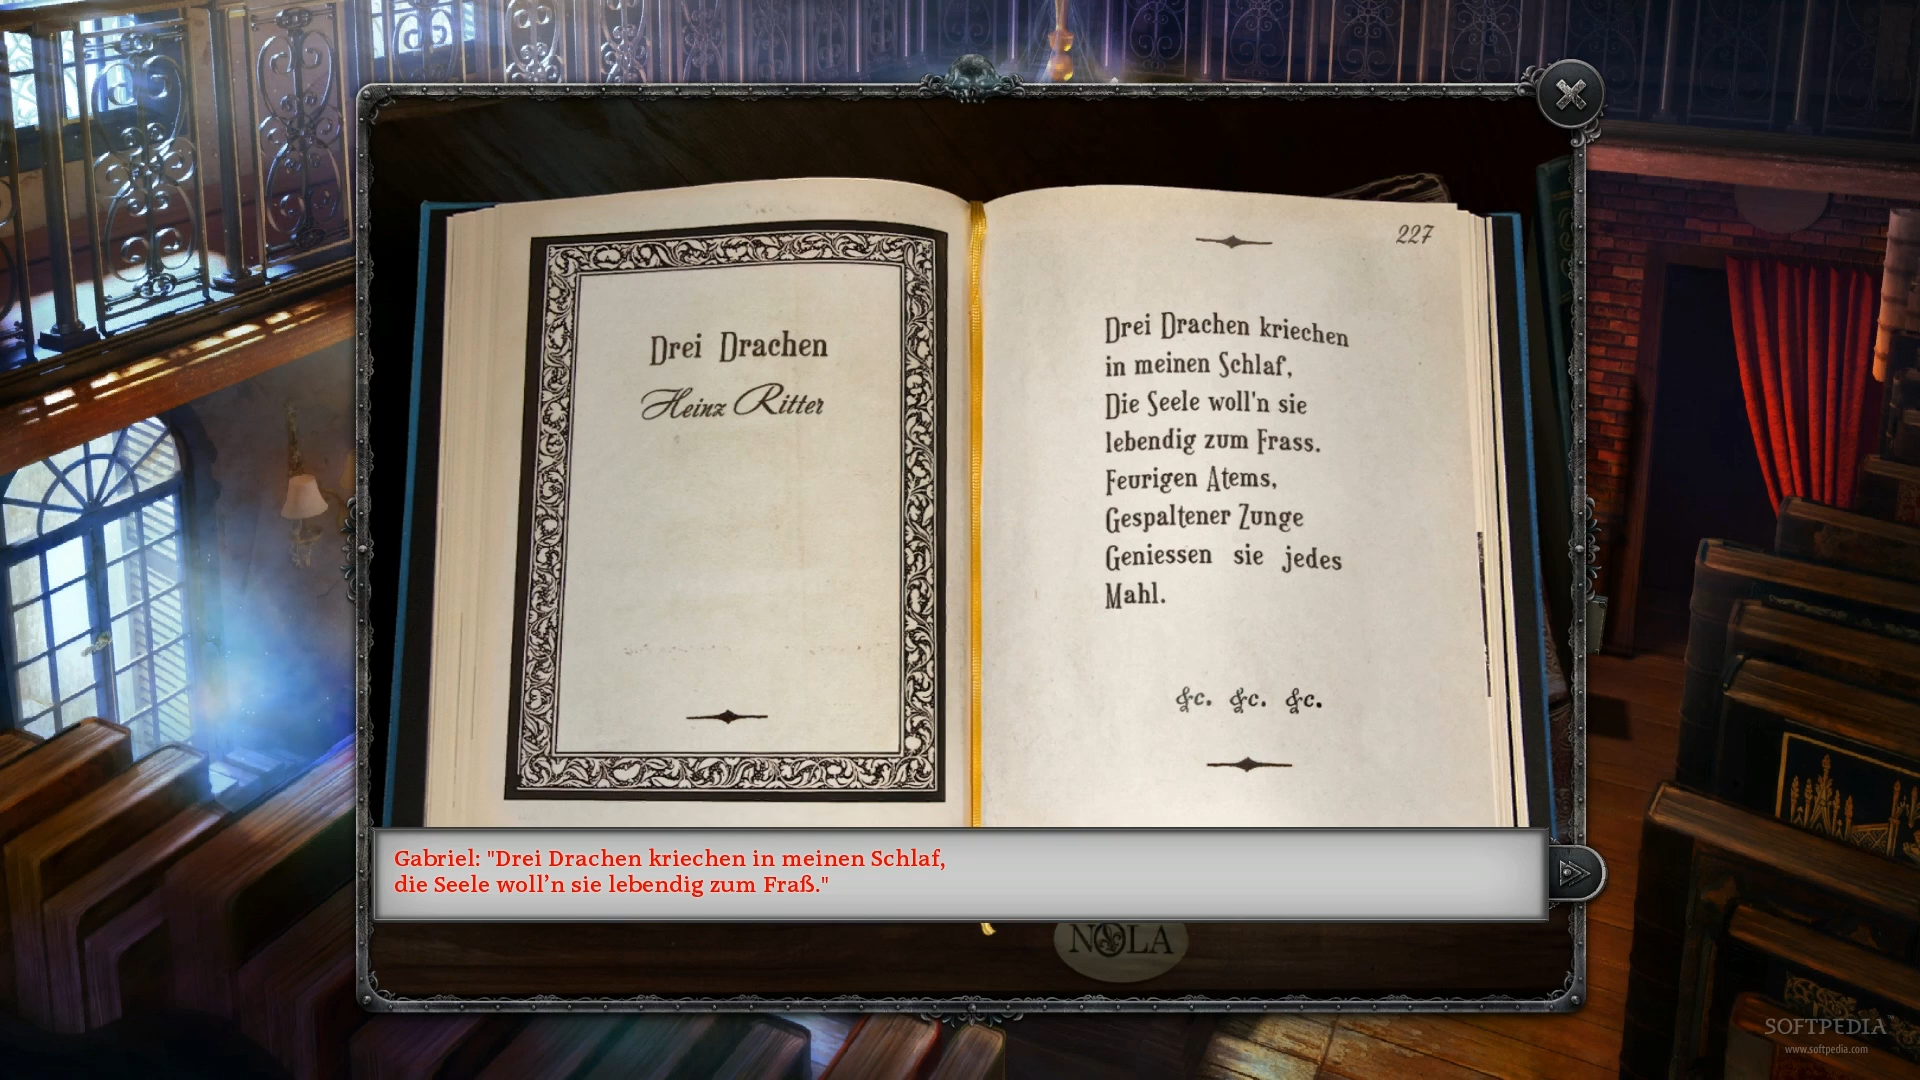 Drei Drachen
Heinz Ritter
227
Drei Drachen kriechen
in meinen Schlaf,
Die Seele woll'n sie
lebendig zum Frass.
Feurigen Atems,
Gespaltener Zunge
Geniessen sie jedes
Mahl.
&c. &c. &c.
Gabriel: "Drei Drachen kriechen in meinen Schlaf,
die Seele woll’n sie lebendig zum Fraß."
NOLA
SOFTPEDIA™
www.softpedia.com